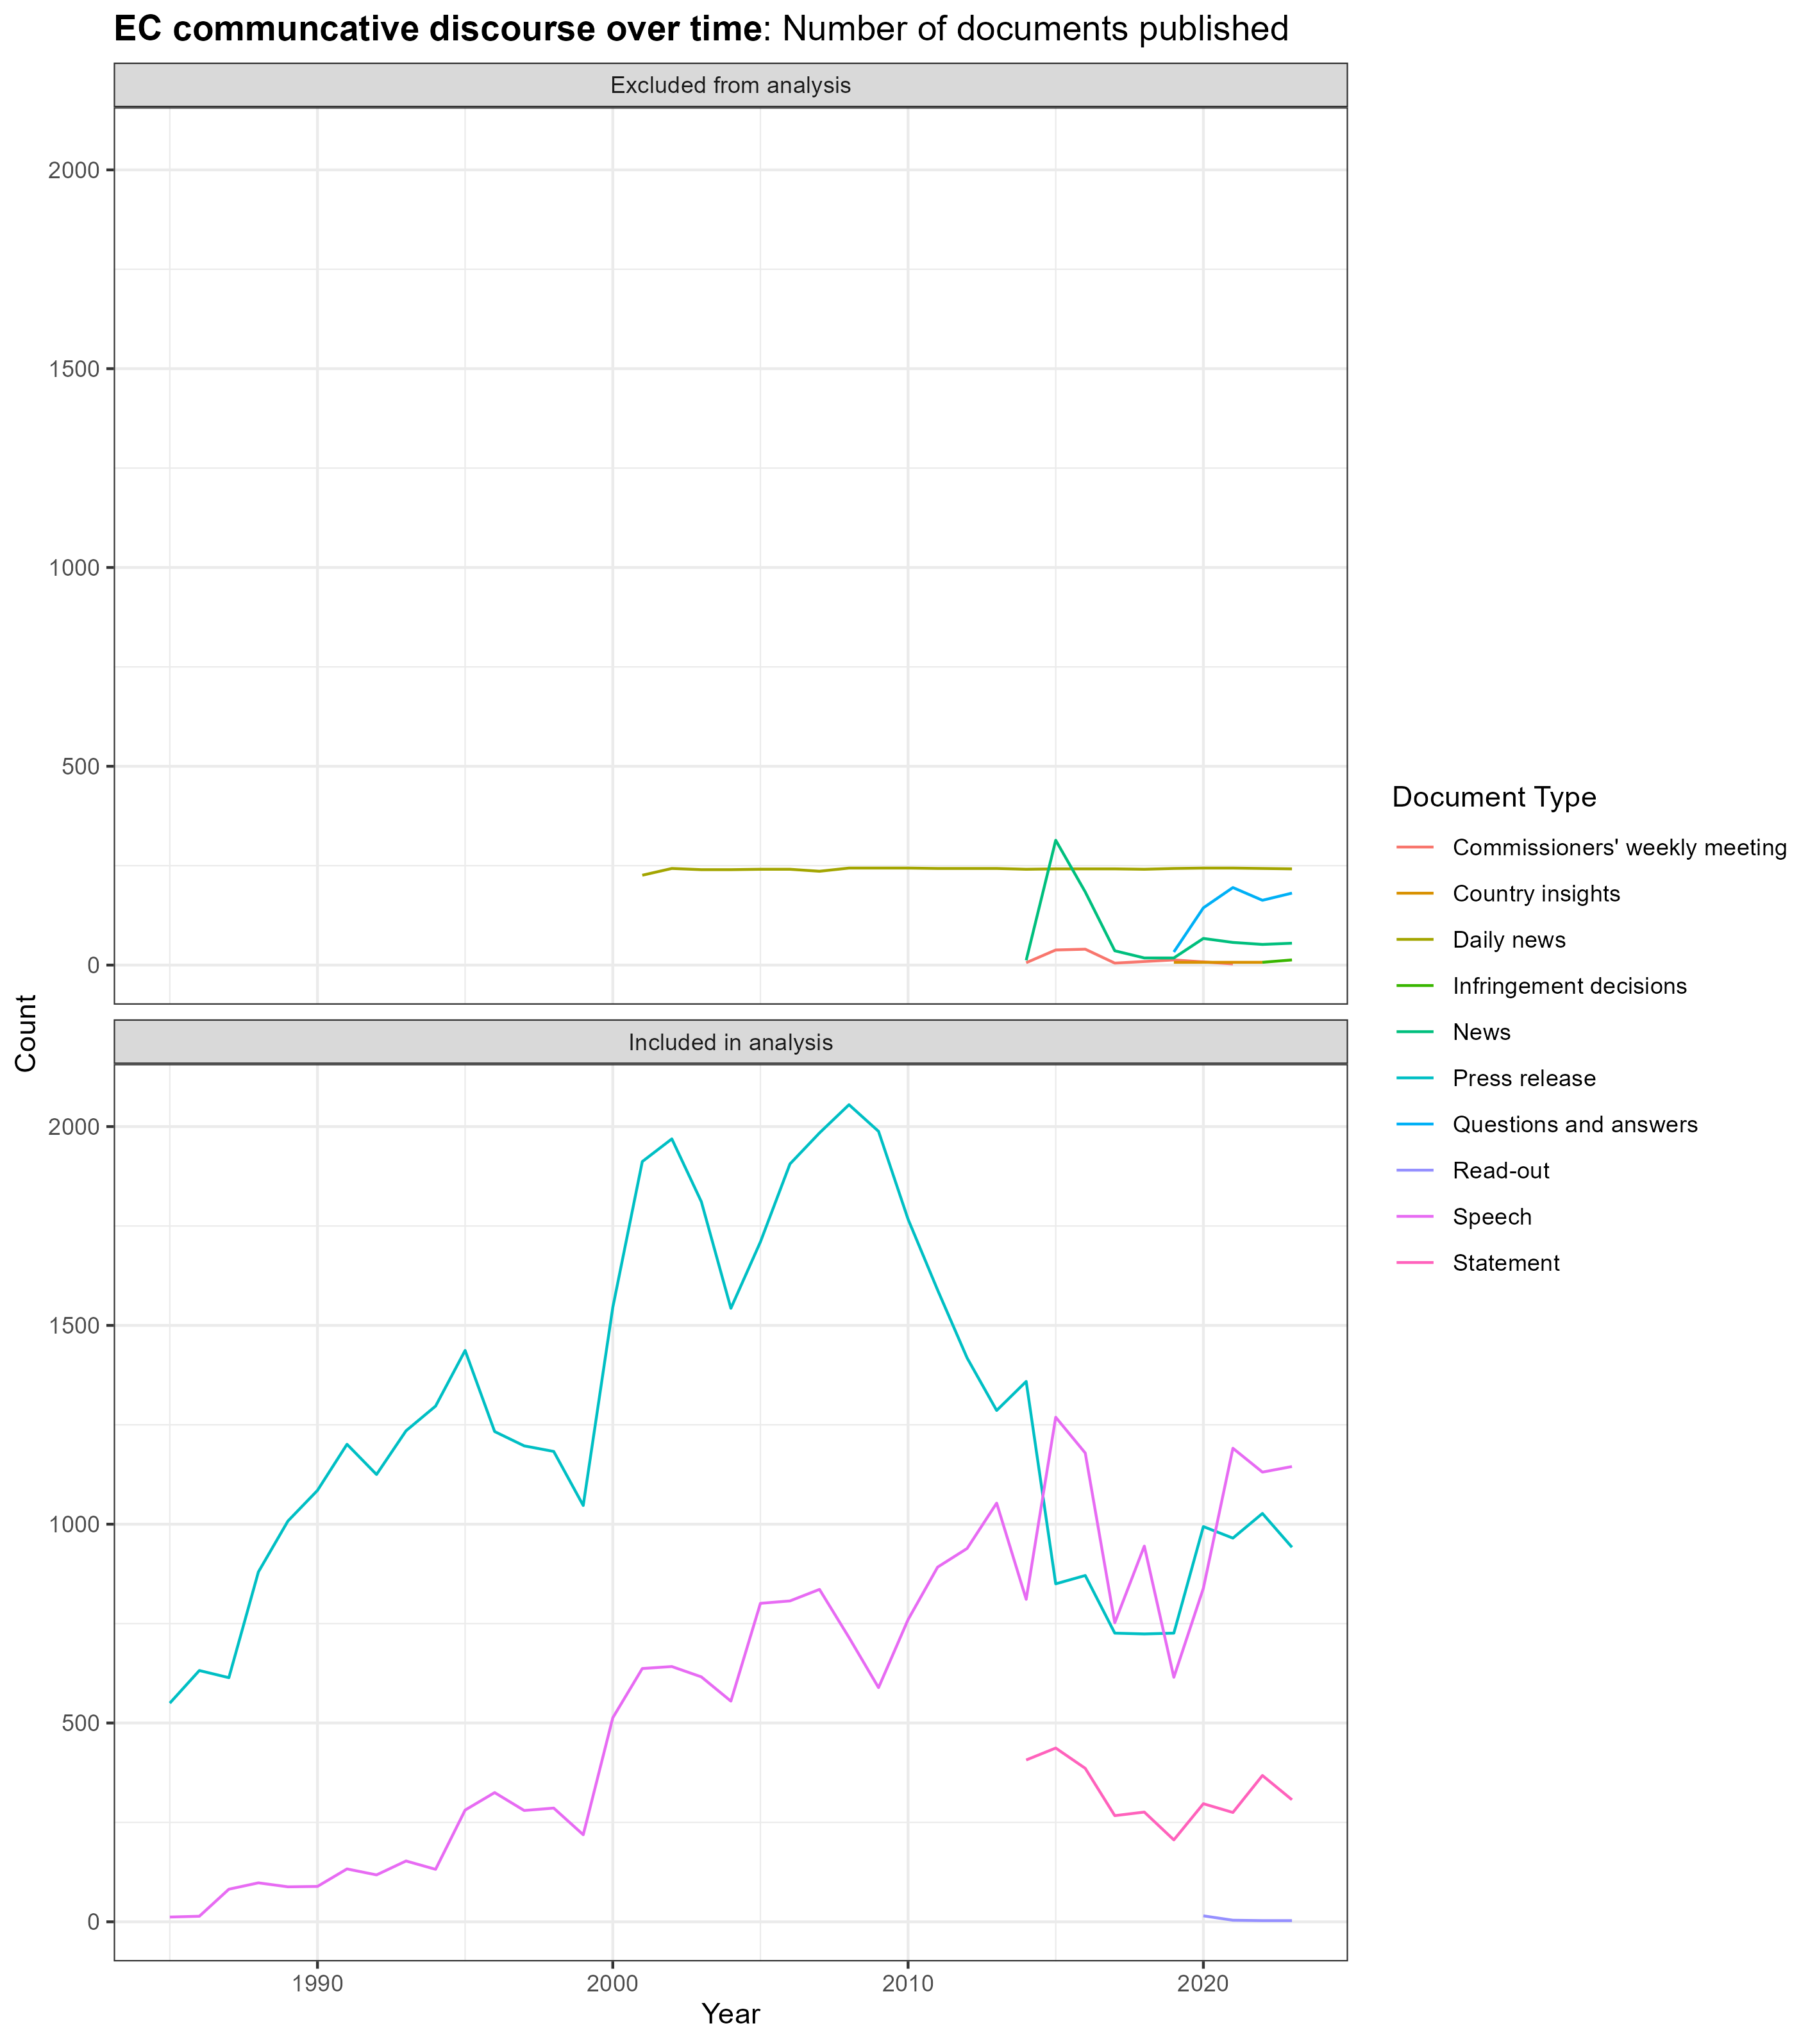 EC communcative discourse over time: Number of documents published
Excluded from analysis
2000
1500
1000
500
0
Included in analysis
2000
1500
1000
500
0
Count
1990 2000 2010 2020
Year
Document Type
Commissioners' weekly meeting
Country insights
Daily news
Infringement decisions
News
Press release
Questions and answers
Read-out
Speech
Statement